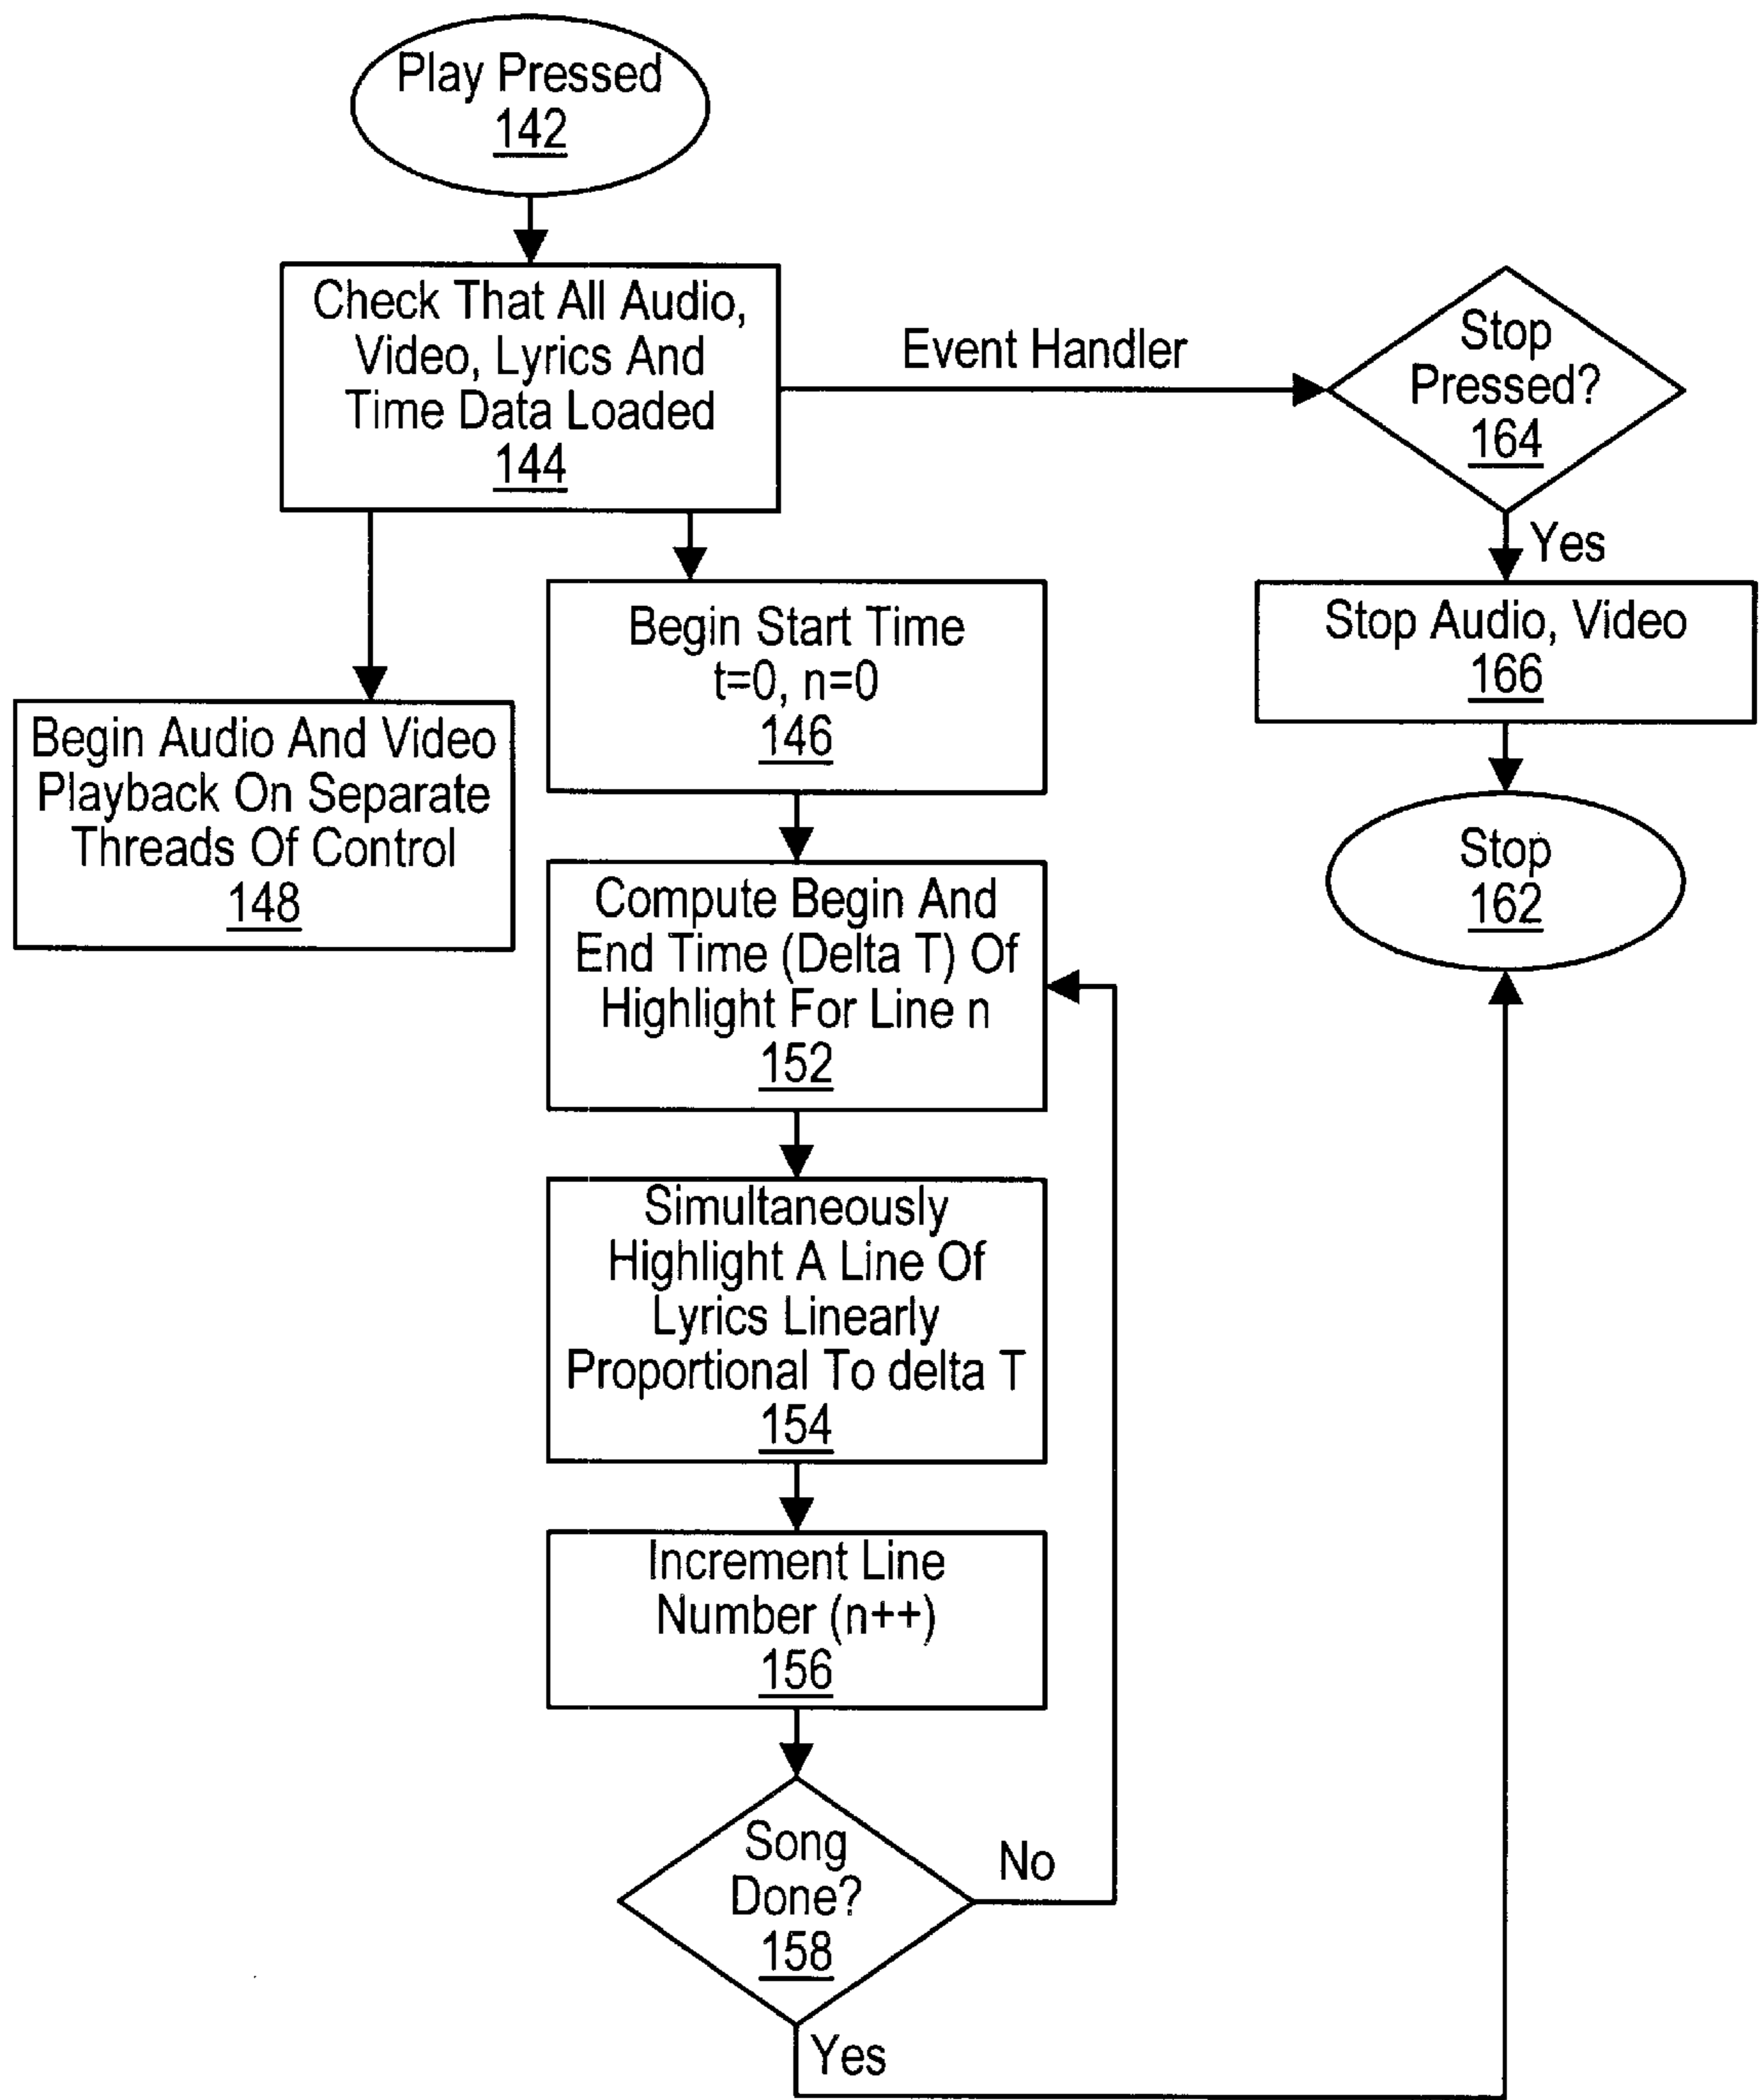 Play Pressed
142
Check That All Audio,
Video, Lyrics And
Time Data Loaded
144
Event Handler
Stop
Pressed?
164
Yes
Begin Start Time
t=0, n=0
146
Stop Audio, Video
166
Begin Audio And Video
Playback On Separate
Threads Of Control
148
Stop
162
Compute Begin And
End Time (Delta T) Of
Highlight For Line n
152
Simultaneously
Highlight A Line Of
Lyrics Linearly
Proportional To delta T
154
Increment Line
Number (n++)
156
Song
Done?
158
No
Yes